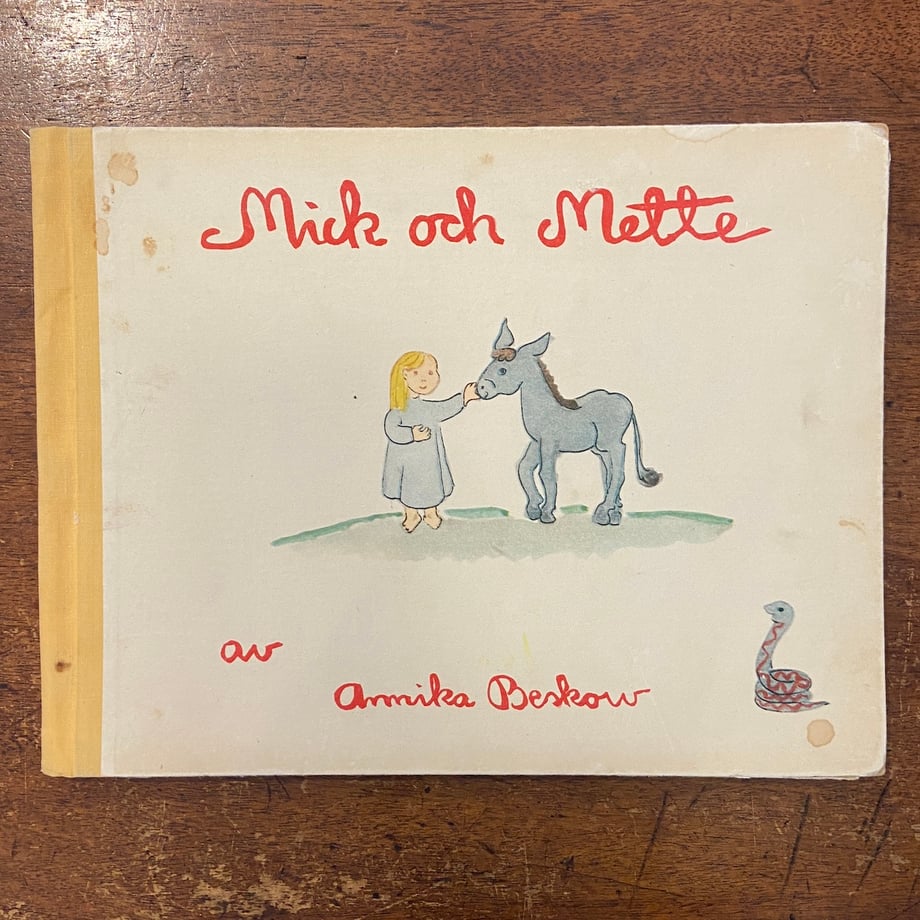 Mick och Mette
av
Annika Beskow